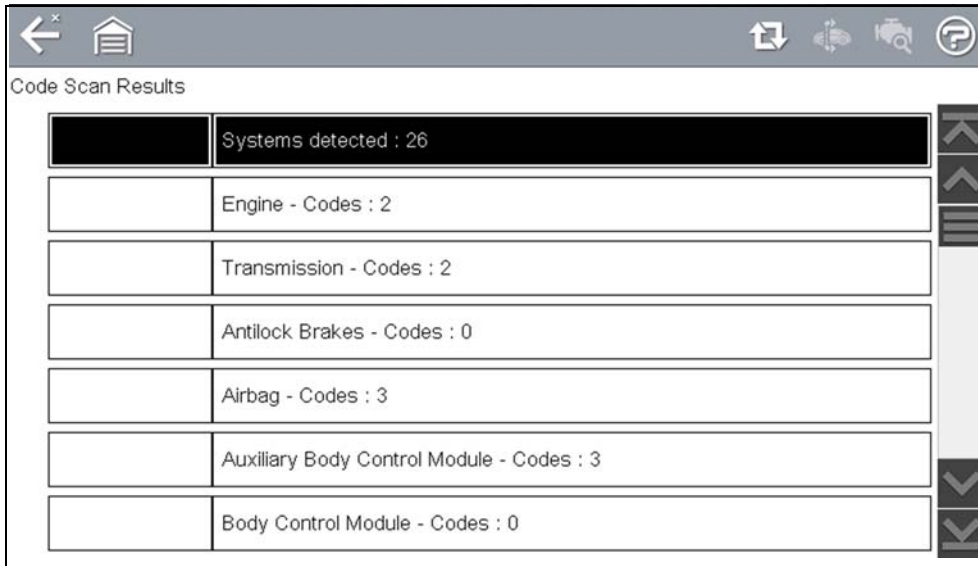 Code Scan Results
Systems detected : 26
Engine - Codes : 2
Transmission - Codes : 2
Antilock Brakes - Codes : 0
Airbag - Codes : 3
Auxiliary Body Control Module - Codes : 3
Body Control Module - Codes : 0